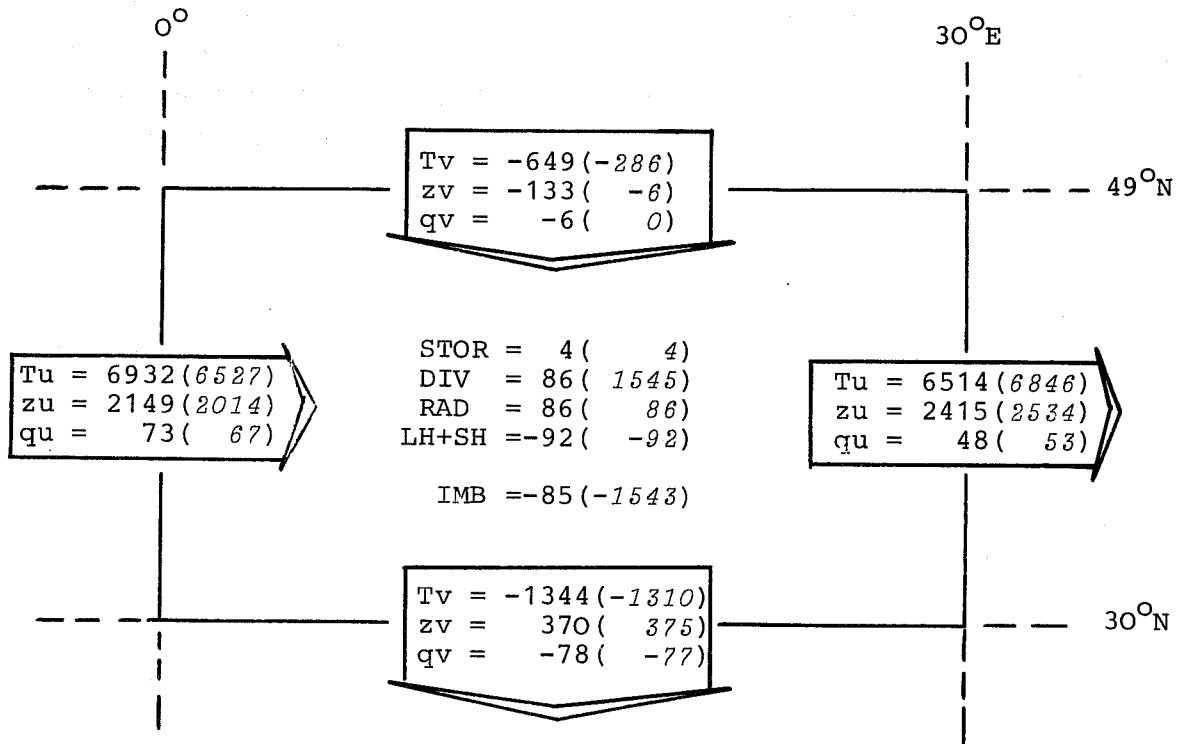 0° 30°E
Tv = -649(-286)
zv = -133( -6)
qv = -6( 0)
49°N
STOR = 4( 4)
DIV = 86( 1545)
RAD = 86( 86)
LH+SH =-92( -92)
IMB =-85(-1543)
Tu = 6932(6527)
zu = 2149(2014)
qu = 73( 67)
Tu = 6514(6846)
zu = 2415(2534)
qu = 48( 53)
Tv = -1344(-1310)
zv = 370( 375)
qv = -78( -77)
30°N